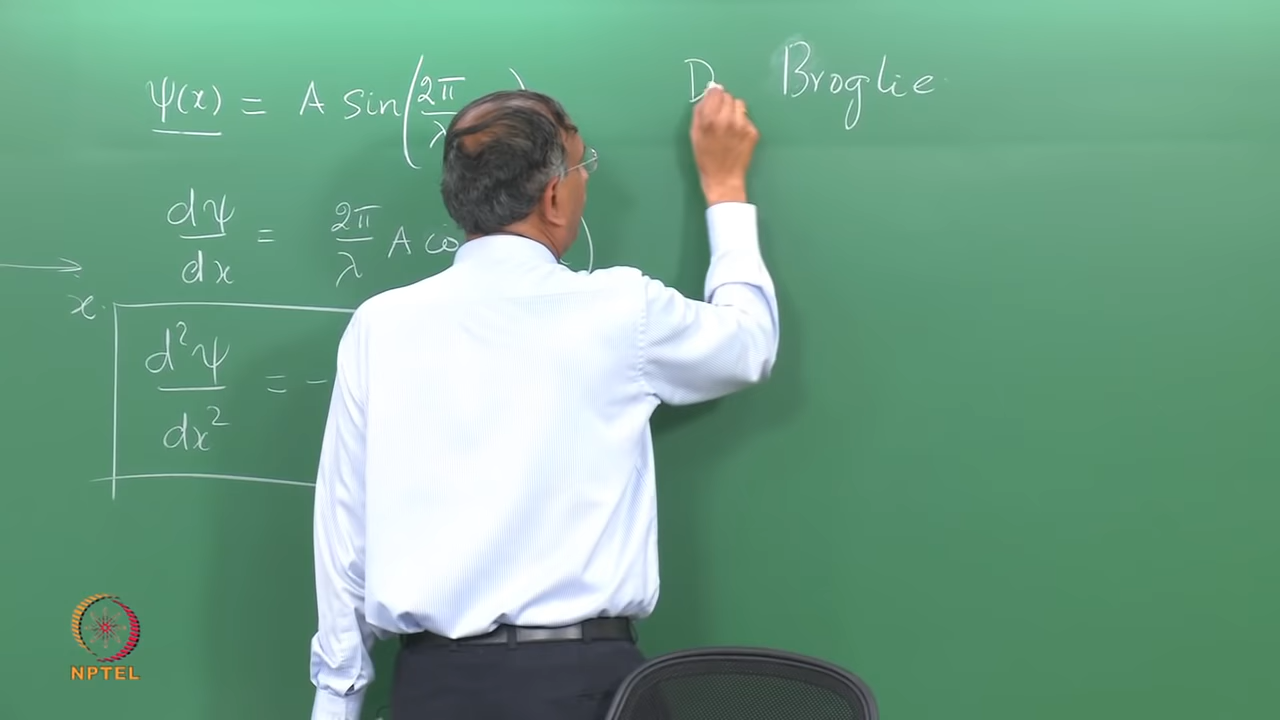 ψ(x) = A sin(2π/λ )
D Broglie
dψ/dx = 2π/λ A co )
x
d²ψ/dx² = -
NPTEL